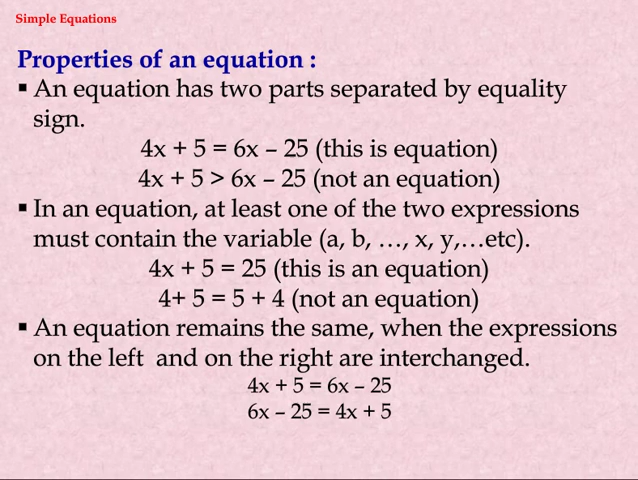 Simple Equations
Properties of an equation :
▪ An equation has two parts separated by equality
sign.
4x + 5 = 6x – 25 (this is equation)
4x + 5 > 6x – 25 (not an equation)
▪ In an equation, at least one of the two expressions
must contain the variable (a, b, …, x, y,…etc).
4x + 5 = 25 (this is an equation)
4+ 5 = 5 + 4 (not an equation)
▪ An equation remains the same, when the expressions
on the left  and on the right are interchanged.
4x + 5 = 6x – 25
6x – 25 = 4x + 5